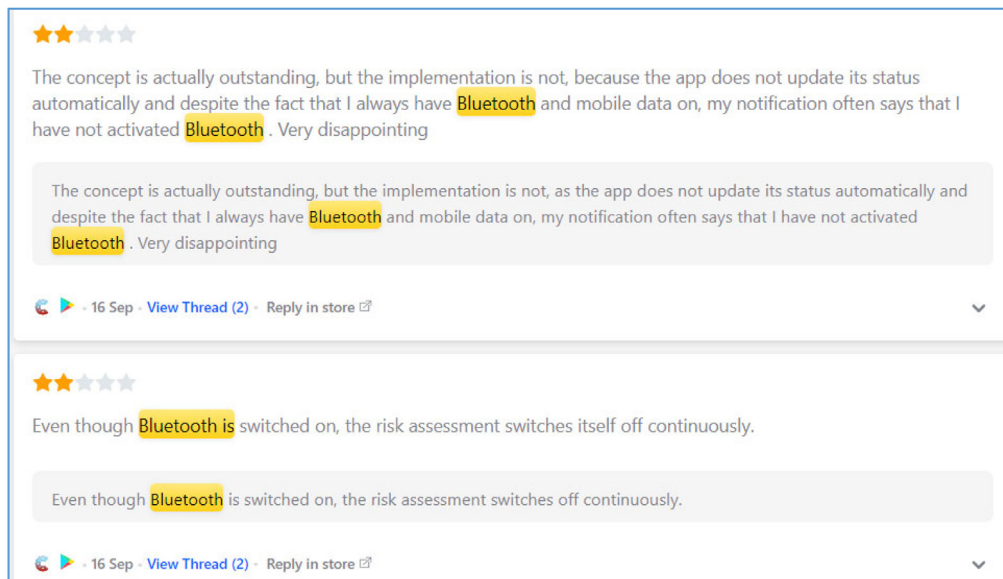 The concept is actually outstanding, but the implementation is not, because the app does not update its status
automatically and despite the fact that I always have Bluetooth and mobile data on, my notification often says that I
have not activated Bluetooth . Very disappointing
The concept is actually outstanding, but the implementation is not, as the app does not update its status automatically and
despite the fact that I always have Bluetooth and mobile data on, my notification often says that I have not activated
Bluetooth . Very disappointing
16 Sep - View Thread (2) - Reply in store
Even though Bluetooth is switched on, the risk assessment switches itself off continuously.
Even though Bluetooth is switched on, the risk assessment switches off continuously.
16 Sep - View Thread (2) - Reply in store